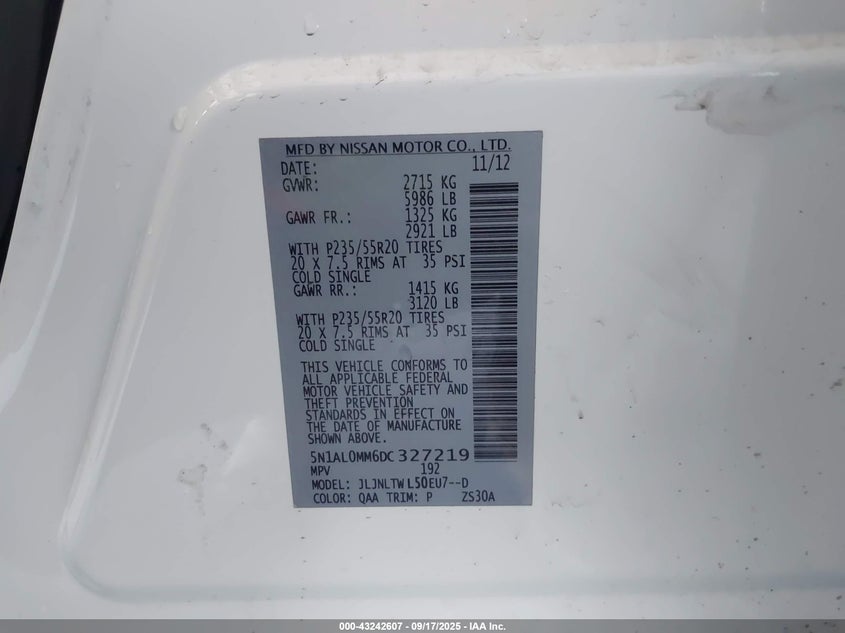 MFD BY NISSAN MOTOR CO., LTD.
DATE: 11/12
GVWR: 2715 KG
5986 LB
GAWR FR.: 1325 KG
2921 LB
WITH P235/55R20 TIRES
20 X 7.5 RIMS AT 35 PSI
COLD SINGLE
GAWR RR.: 1415 KG
3120 LB
WITH P235/55R20 TIRES
20 X 7.5 RIMS AT 35 PSI
COLD SINGLE
THIS VEHICLE CONFORMS TO
ALL APPLICABLE FEDERAL
MOTOR VEHICLE SAFETY AND
THEFT PREVENTION
STANDARDS IN EFFECT ON
THE DATE OF MANUFACTURE
SHOWN ABOVE.
5N1AL0MM6DC327219
MPV 192
MODEL: JLJNLTWL50EU7--D
COLOR: QAA TRIM: P ZS30A
000-43242607 - 09/17/2025 - IAA Inc.